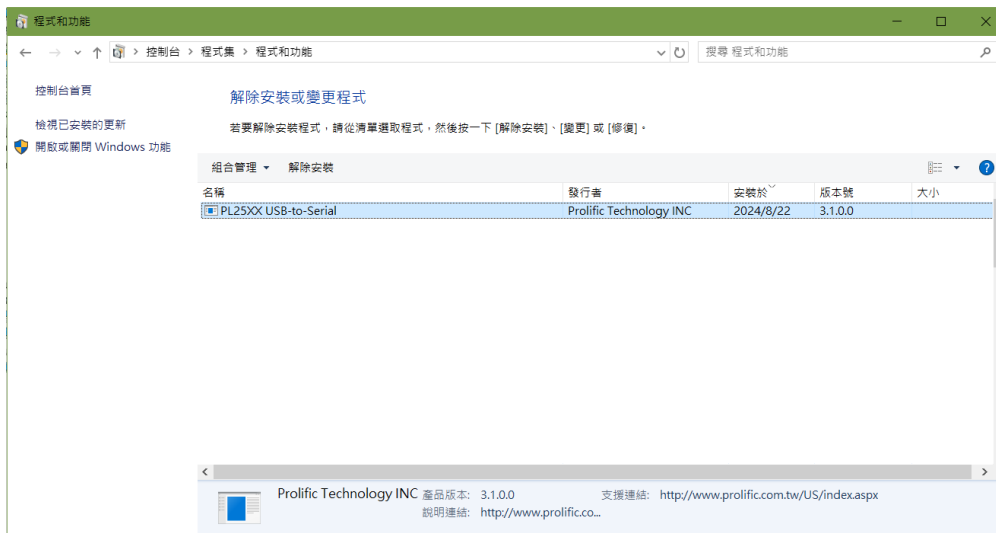 程式和功能
控制台 > 程式集 > 程式和功能
搜尋 程式和功能
控制台首頁
檢視已安裝的更新
開啟或關閉 Windows 功能
解除安裝或變更程式
若要解除安裝程式，請從清單選取程式，然後按一下 [解除安裝]、[變更] 或 [修復]。
組合管理 解除安裝
名稱 發行者 安裝於 版本號 大小
PL25XX USB-to-Serial Prolific Technology INC 2024/8/22 3.1.0.0
Prolific Technology INC 產品版本: 3.1.0.0 支援連結: http://www.prolific.com.tw/US/index.aspx
說明連結: http://www.prolific.co...